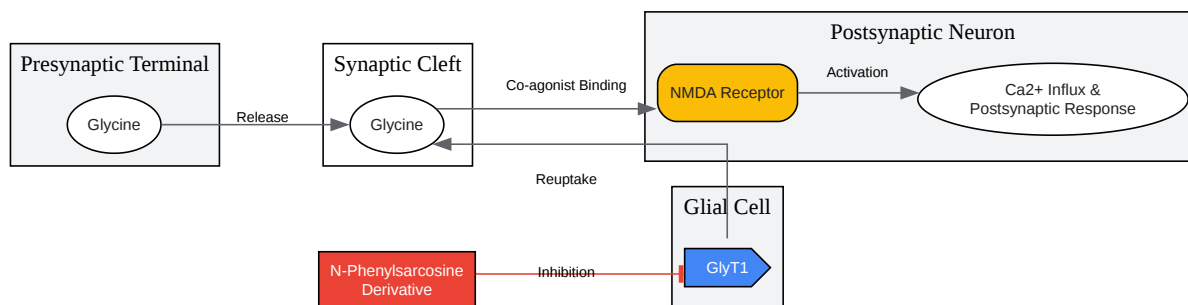 Presynaptic Terminal
Glycine
Release
Synaptic Cleft
Glycine
Co-agonist Binding
Reuptake
Postsynaptic Neuron
NMDA Receptor
Activation
Ca2+ Influx &
Postsynaptic Response
Glial Cell
GlyT1
N-Phenylsarcosine
Derivative
Inhibition